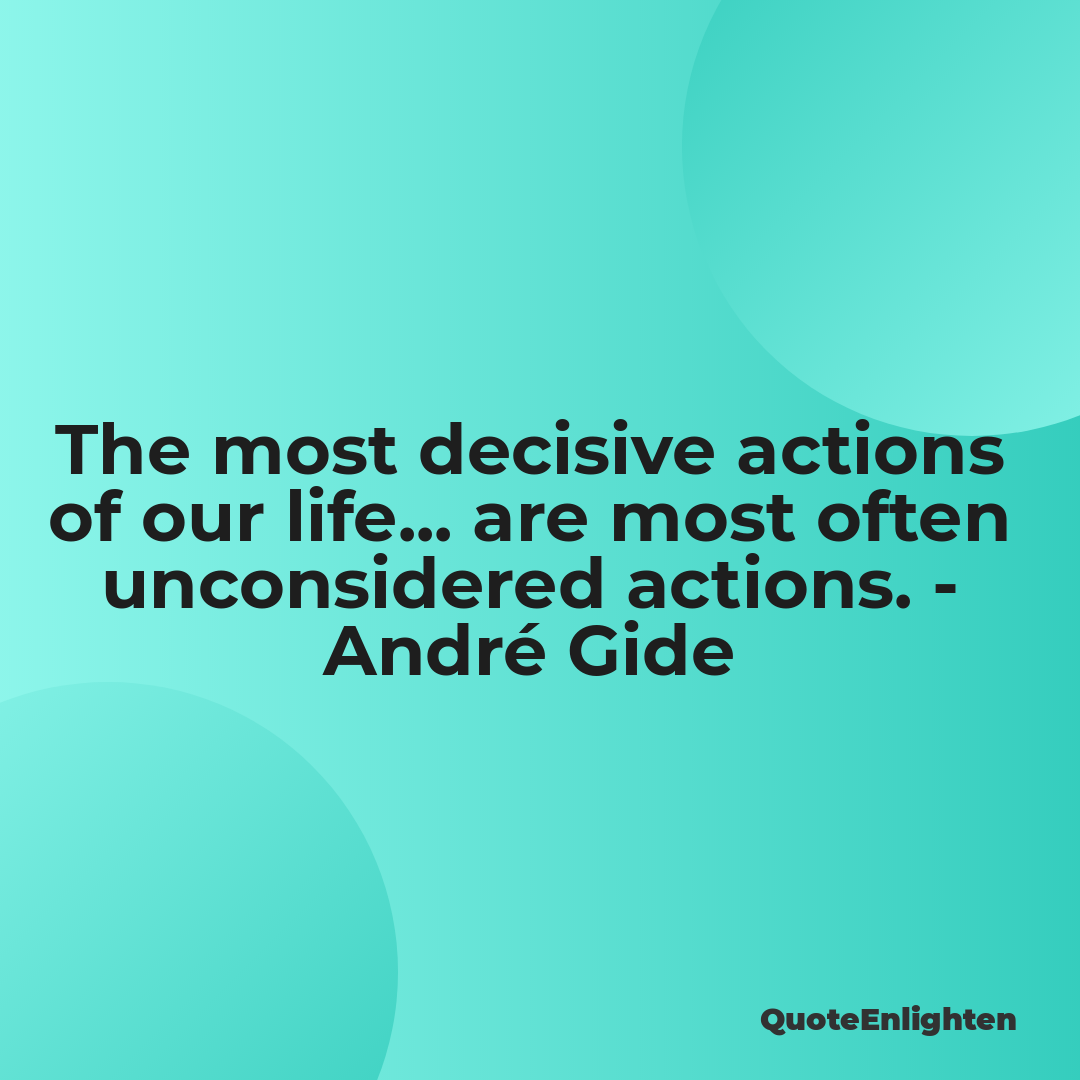 The most decisive actions
of our life... are most often
unconsidered actions. -
André Gide
QuoteEnlighten